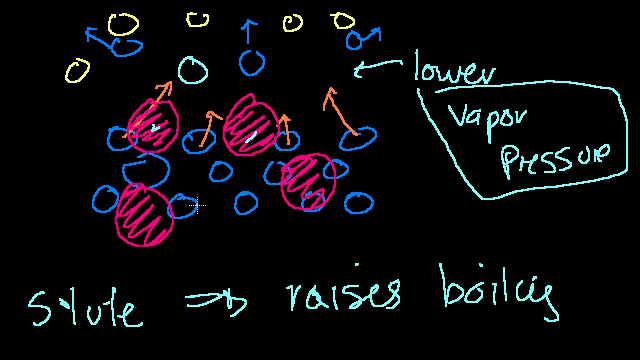 lower
vapor
pressure
solute => raises boiling